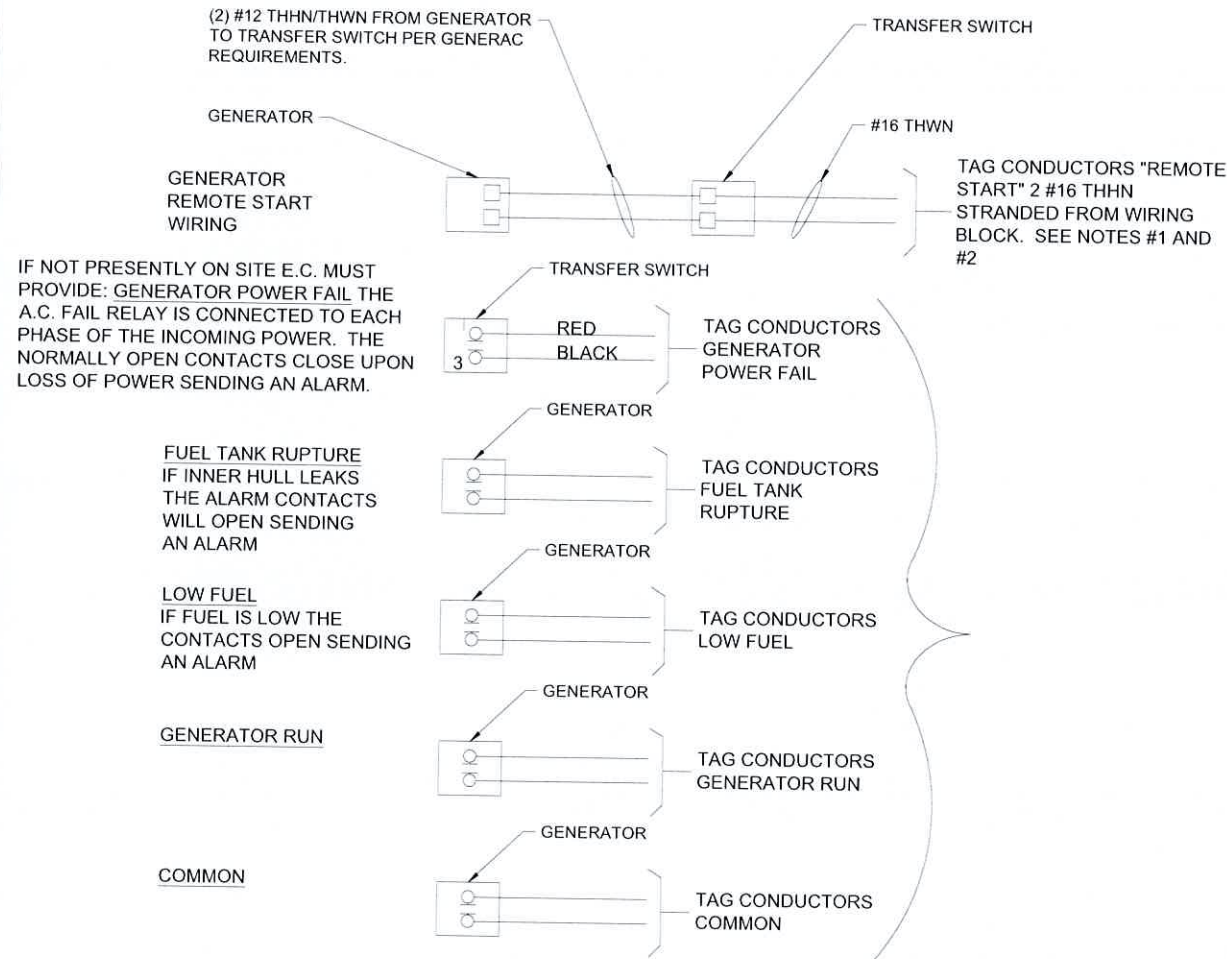 (2) #12 THHN/THWN FROM GENERATOR
TO TRANSFER SWITCH PER GENERAC
REQUIREMENTS.
TRANSFER SWITCH
GENERATOR
#16 THWN
GENERATOR
REMOTE START
WIRING
TAG CONDUCTORS "REMOTE
START" 2 #16 THHN
STRANDED FROM WIRING
BLOCK. SEE NOTES #1 AND
#2
IF NOT PRESENTLY ON SITE E.C. MUST
PROVIDE: GENERATOR POWER FAIL THE
A.C. FAIL RELAY IS CONNECTED TO EACH
PHASE OF THE INCOMING POWER. THE
NORMALLY OPEN CONTACTS CLOSE UPON
LOSS OF POWER SENDING AN ALARM.
TRANSFER SWITCH
1
3
RED
BLACK
TAG CONDUCTORS
GENERATOR
POWER FAIL
GENERATOR
FUEL TANK RUPTURE
IF INNER HULL LEAKS
THE ALARM CONTACTS
WILL OPEN SENDING
AN ALARM
TAG CONDUCTORS
FUEL TANK
RUPTURE
GENERATOR
LOW FUEL
IF FUEL IS LOW THE
CONTACTS OPEN SENDING
AN ALARM
TAG CONDUCTORS
LOW FUEL
GENERATOR
GENERATOR RUN
TAG CONDUCTORS
GENERATOR RUN
GENERATOR
COMMON
TAG CONDUCTORS
COMMON